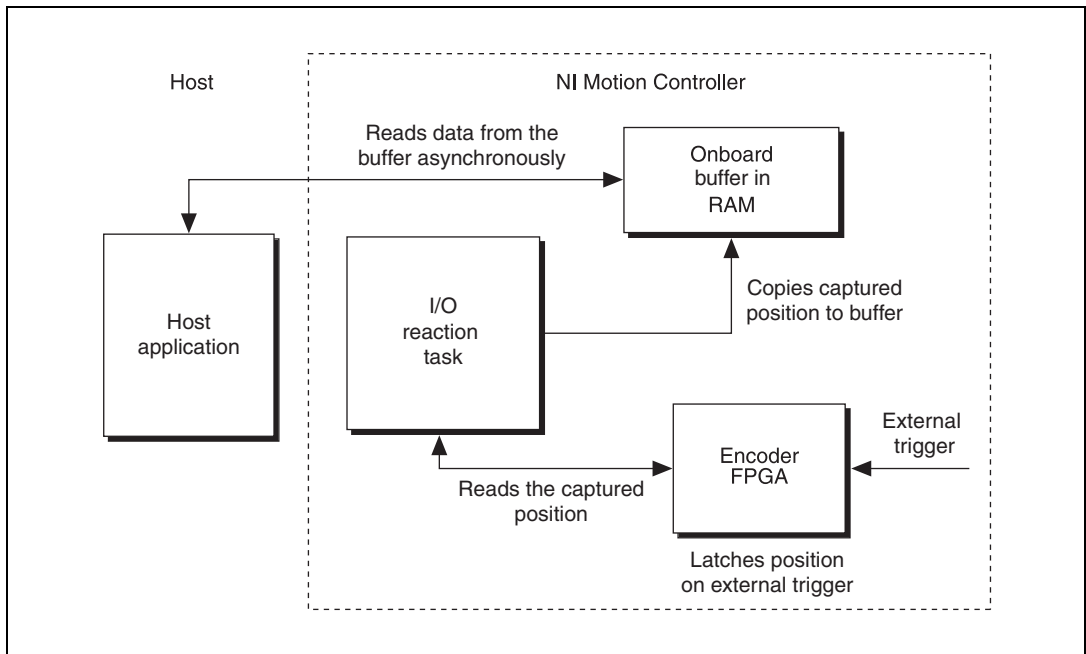 Host
NI Motion Controller
Reads data from the
buffer asynchronously
Onboard
buffer in
RAM
Host
application
I/O
reaction
task
Copies captured
position to buffer
Encoder
FPGA
External
trigger
Reads the captured
position
Latches position
on external trigger